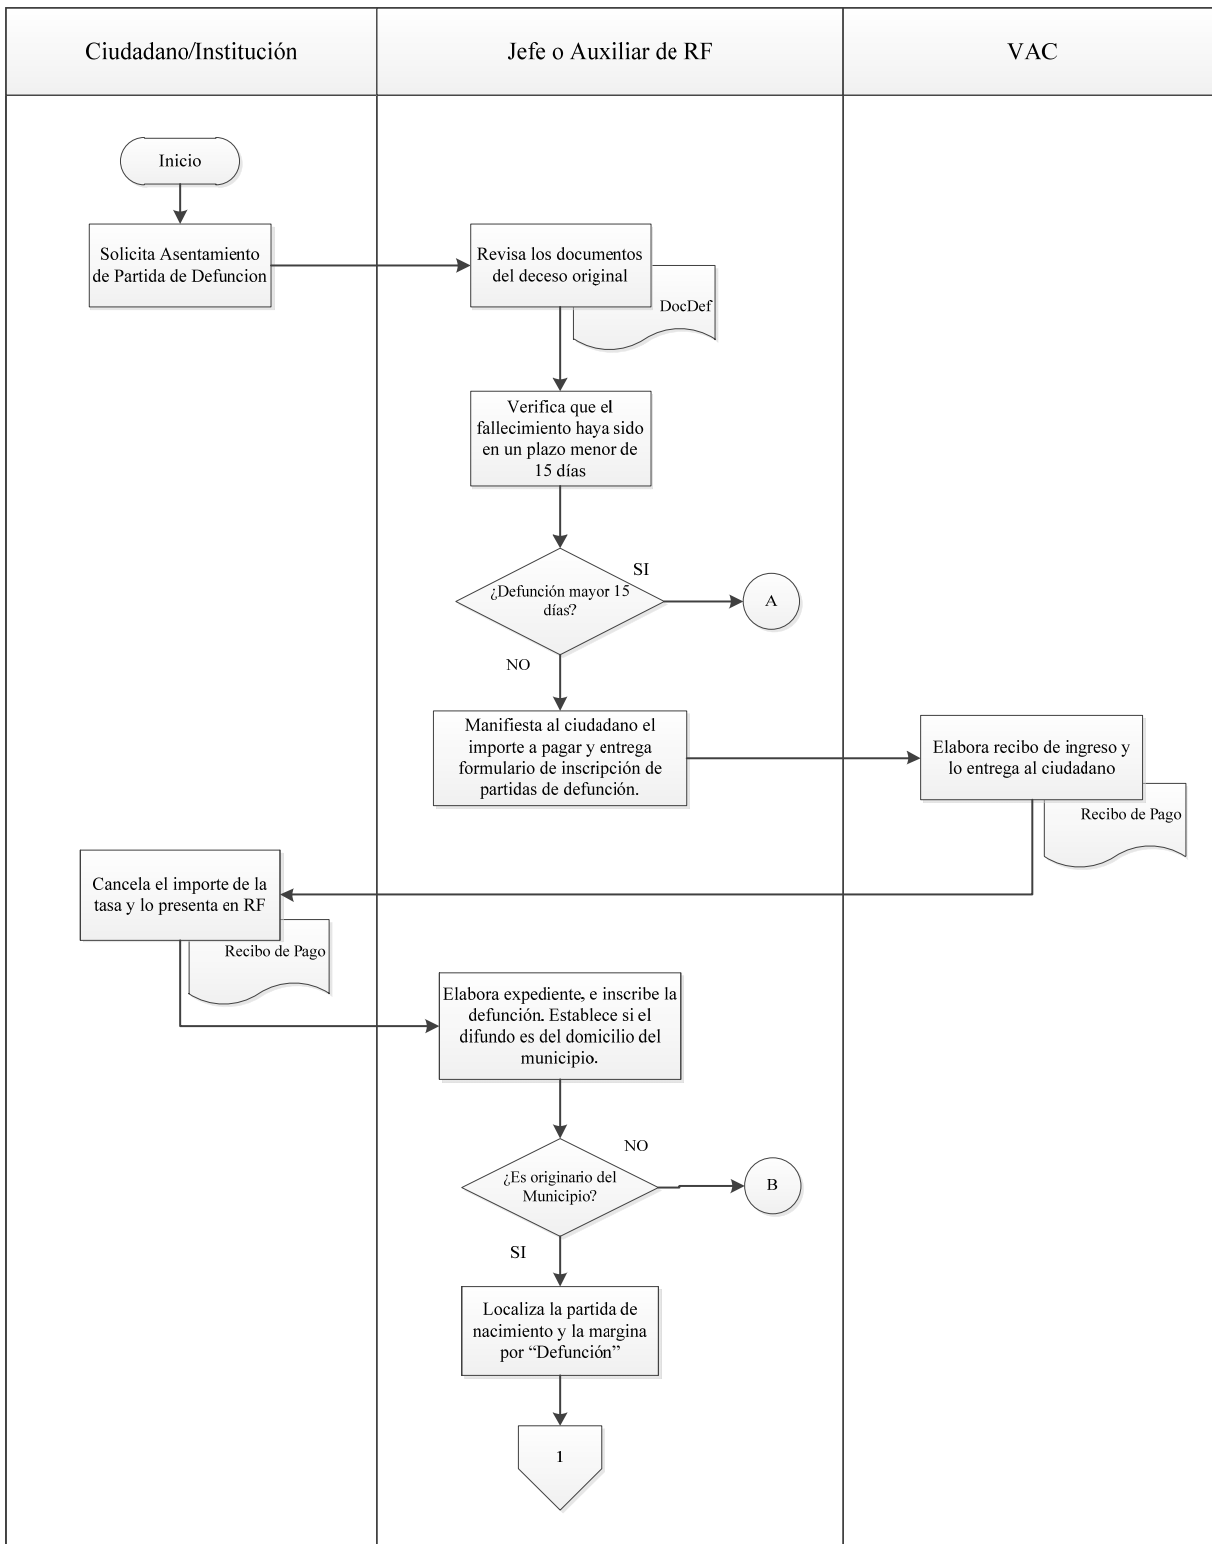 Ciudadano/Institución
Jefe o Auxiliar de RF
VAC
Inicio
Solicita Asentamiento
de Partida de Defuncion
Revisa los documentos
del deceso original
DocDef
Verifica que el
fallecimiento haya sido
en un plazo menor de
15 días
¿Defunción mayor 15
días?
SI
A
NO
Manifiesta al ciudadano el
importe a pagar y entrega
formulario de inscripción de
partidas de defunción.
Elabora recibo de ingreso y
lo entrega al ciudadano
Recibo de Pago
Cancela el importe de la
tasa y lo presenta en RF
Recibo de Pago
Elabora expediente, e inscribe la
defunción. Establece si el
difundo es del domicilio del
municipio.
¿Es originario del
Municipio?
NO
B
SI
Localiza la partida de
nacimiento y la margina
por “Defunción”
1